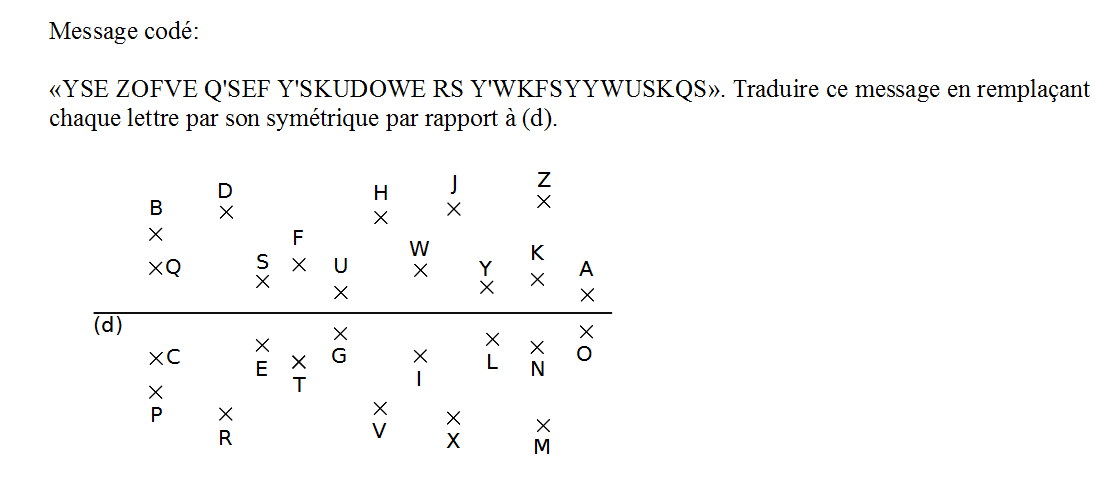 Message codé:
«YSE ZOFVE Q'SEF Y'SKUDOWE RS Y'WKFSYYWUSKQS». Traduire ce message en remplaçant
chaque lettre par son symétrique par rapport à (d).
B D H J Z
Q S F U W Y K A
(d)
C E T G I L N O
P R V X M